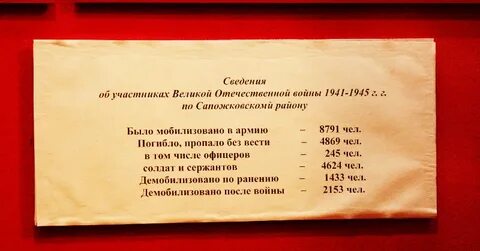 Сведения
об участниках Великой Отечественной войны 1941-1945 г. г.
по Сапожковскому району
Было мобилизовано в армию – 8791 чел.
Погибло, пропало без вести – 4869 чел.
в том числе офицеров – 245 чел.
солдат и сержантов – 4624 чел.
Демобилизовано по ранению – 1433 чел.
Демобилизовано после войны – 2153 чел.